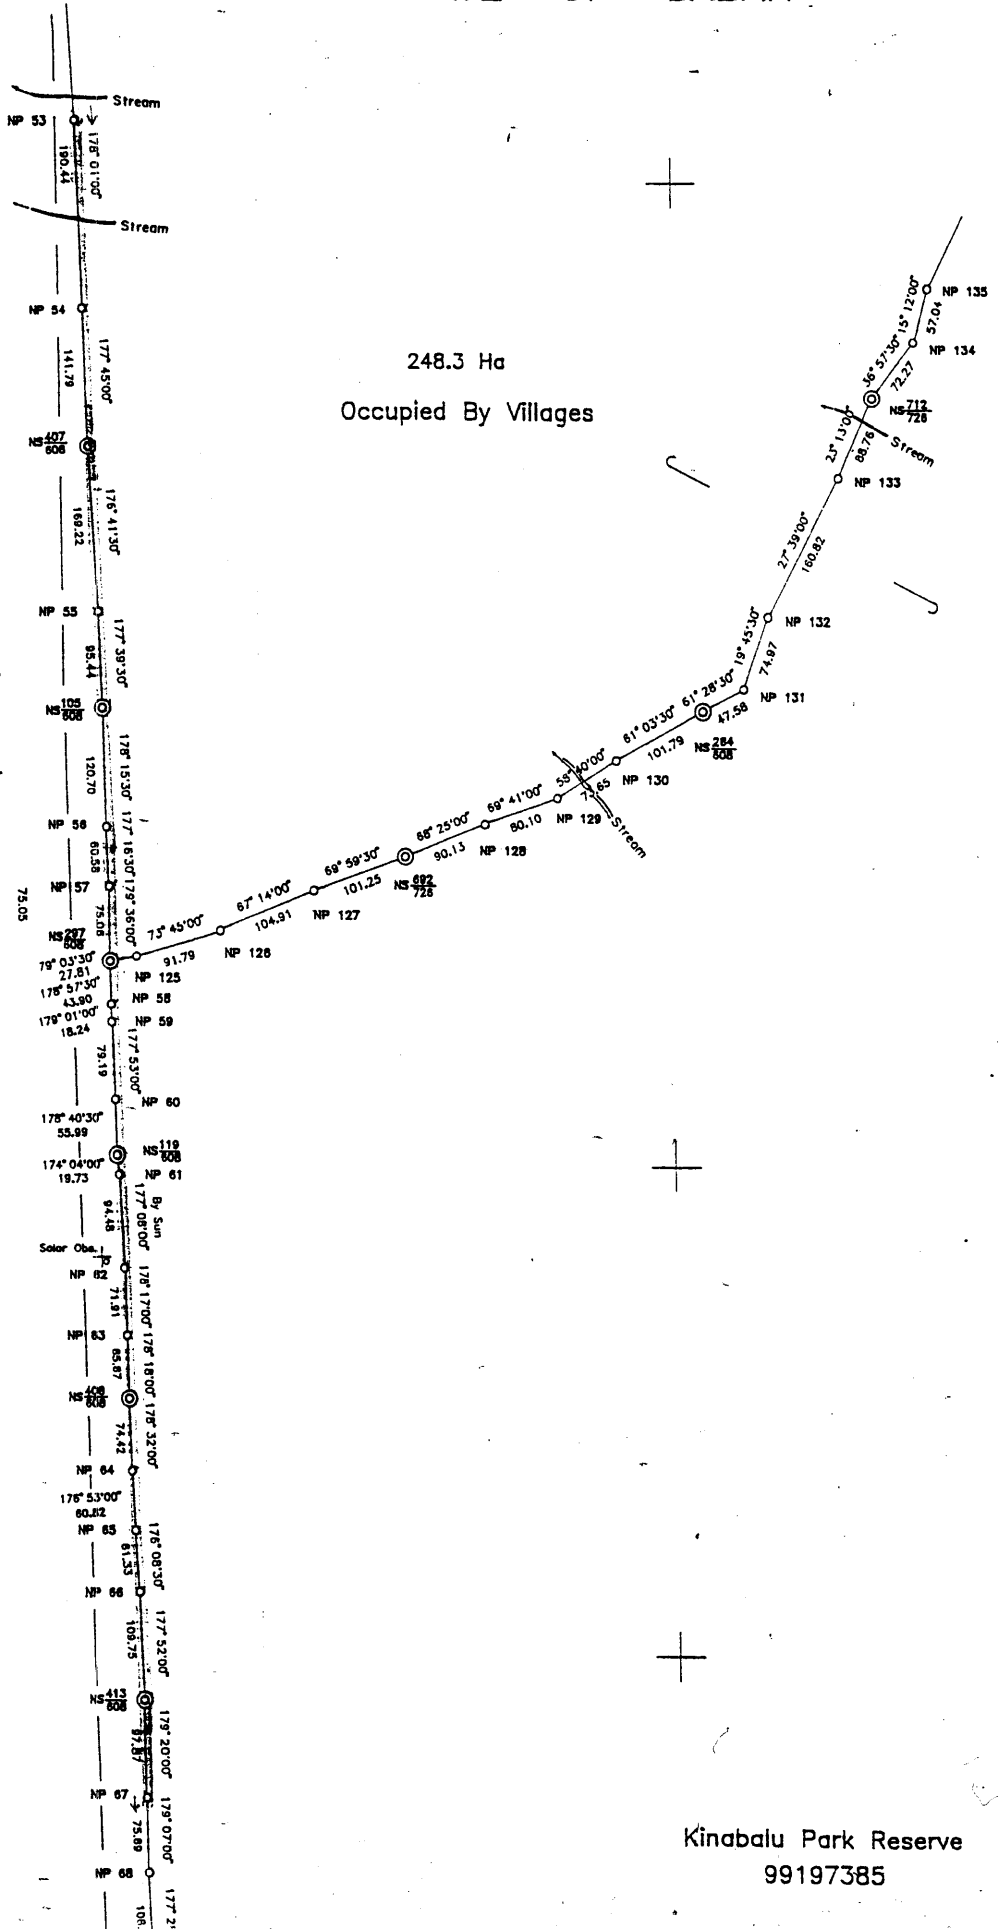 Stream
NP 53
178° 01'00"
190.44
Stream
NP 54
177° 45'00"
141.79
248.3 Ha
Occupied By Villages
NS 407/608
176° 41'30"
169.22
NP 55
177° 39'30"
95.44
NS 105/608
178° 15'30"
120.70
NP 56
177° 16'30"
60.58
NP 57
179° 36'00"
75.06
75.05
NS 297/608
79° 03'30"
27.81
NP 125
178° 57'30"
43.90
NP 58
179° 01'00"
18.24
NP 59
177° 53'00"
79.19
NP 60
178° 40'30"
55.99
NS 119/608
174° 04'00"
19.73
NP 61
By Sun
177° 08'00"
94.48
Solar Obs.
NP 62
178° 17'00"
71.91
NP 63
178° 18'00"
65.87
NS 408/608
178° 32'00"
74.42
NP 64
176° 53'00"
60.82
NP 65
176° 08'30"
61.33
NP 66
177° 52'00"
109.75
NS 413/608
179° 20'00"
97.87
NP 67
179° 07'00"
75.89
NP 68
73° 45'00"
91.79
NP 126
67° 14'00"
104.91
NP 127
69° 59'30"
101.25
NS 692/726
68° 25'00"
90.13
NP 128
69° 41'00"
80.10
NP 129
58° 40'00"
Stream
NP 130
61° 03'30"
101.79
NS 284/608
61° 28'30"
47.58
NP 131
19° 45'30"
74.97
NP 132
27° 39'00"
160.82
NP 133
23° 13'00"
88.76
Stream
NS 712/726
36° 57'30"
72.27
NP 134
15° 12'00"
57.04
NP 135
Kinabalu Park Reserve
99197385